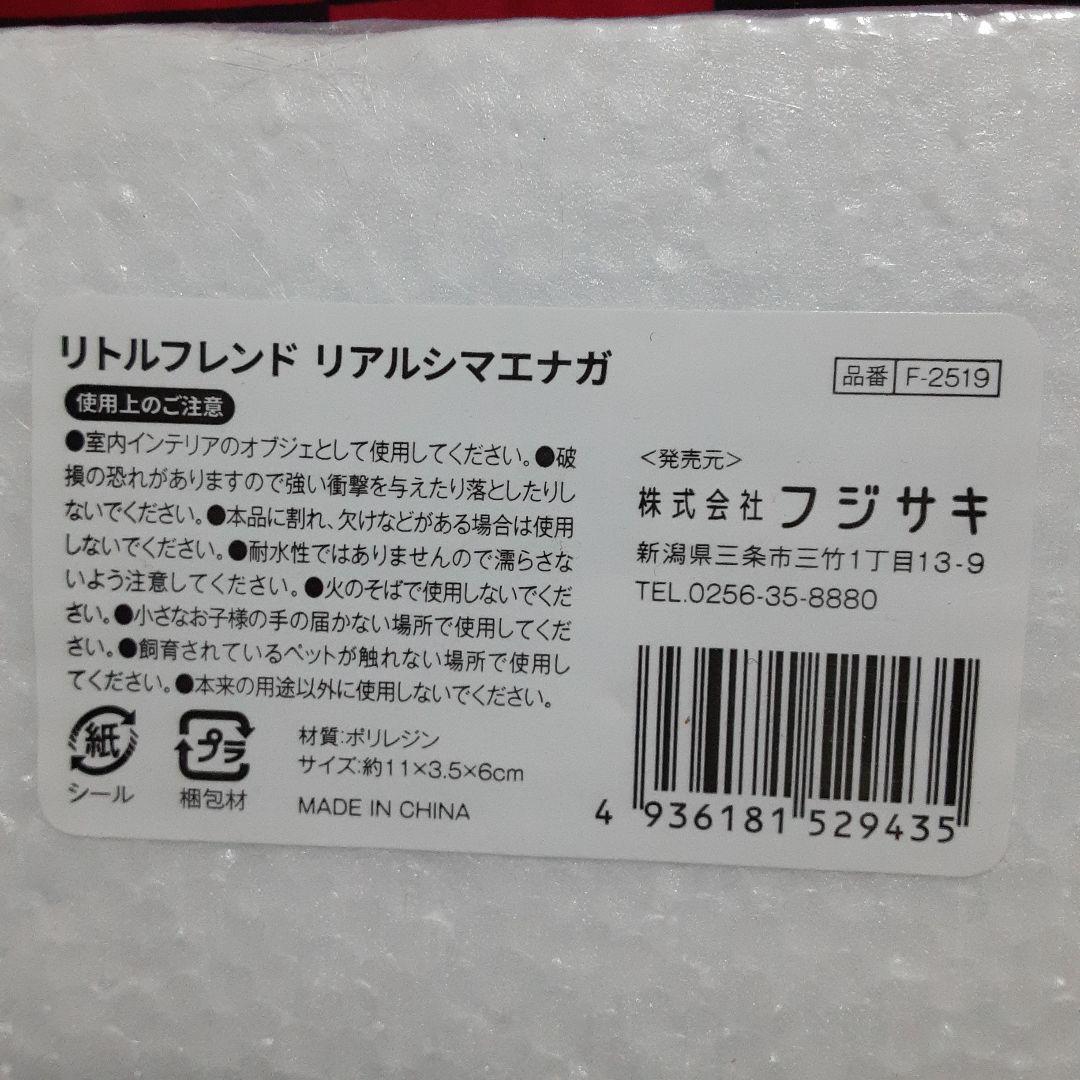 リトルフレンド リアルシマエナガ
品番 F-2519
使用上のご注意
●室内インテリアのオブジェとして使用してください。●破
損の恐れがありますので強い衝撃を与えたり落としたりし
ないでください。●本品に割れ、欠けなどがある場合は使用
しないでください。●耐水性ではありませんので濡らさな
いよう注意してください。●火のそばで使用しないでくだ
さい。●小さなお子様の手の届かない場所で使用してくだ
さい。●飼育されているペットが触れない場所で使用し
てください。●本来の用途以外に使用しないでください。
紙
シール
プラ
梱包材
材質:ポリレジン
サイズ:約11×3.5×6cm
MADE IN CHINA
<発売元>
株式会社フジサキ
新潟県三条市三竹1丁目13-9
TEL.0256-35-8880
4 936181 529435